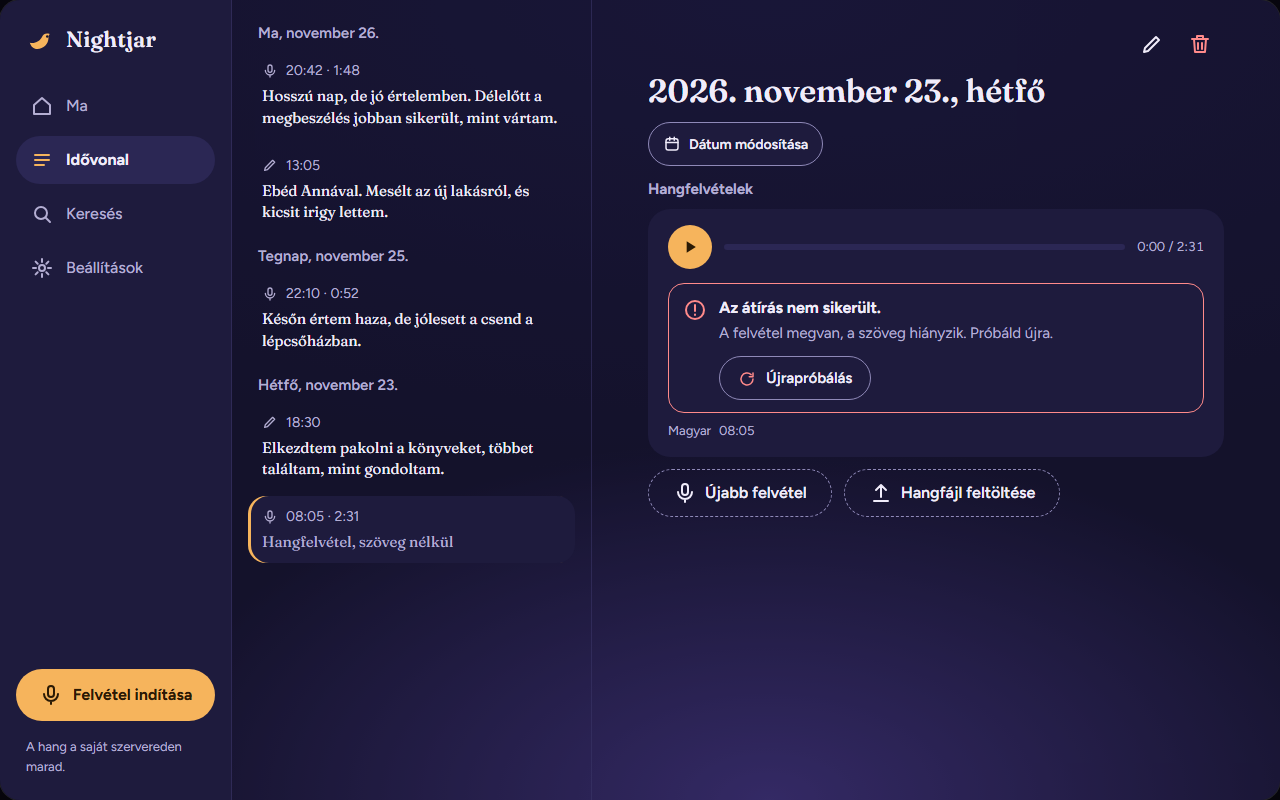 Nightjar
Ma
Idővonal
Keresés
Beállítások
Felvétel indítása
A hang a saját szervereden
marad.
Ma, november 26.
20:42 · 1:48
Hosszú nap, de jó értelemben. Délelőtt a
megbeszélés jobban sikerült, mint vártam.
13:05
Ebéd Annával. Mesélt az új lakásról, és
kicsit irigy lettem.
Tegnap, november 25.
22:10 · 0:52
Későn értem haza, de jólesett a csend a
lépcsőházban.
Hétfő, november 23.
18:30
Elkezdtem pakolni a könyveket, többet
találtam, mint gondoltam.
08:05 · 2:31
Hangfelvétel, szöveg nélkül
2026. november 23., hétfő
Dátum módosítása
Hangfelvételek
0:00 / 2:31
Az átírás nem sikerült.
A felvétel megvan, a szöveg hiányzik. Próbáld újra.
Újrapróbálás
Magyar 08:05
Újabb felvétel
Hangfájl feltöltése